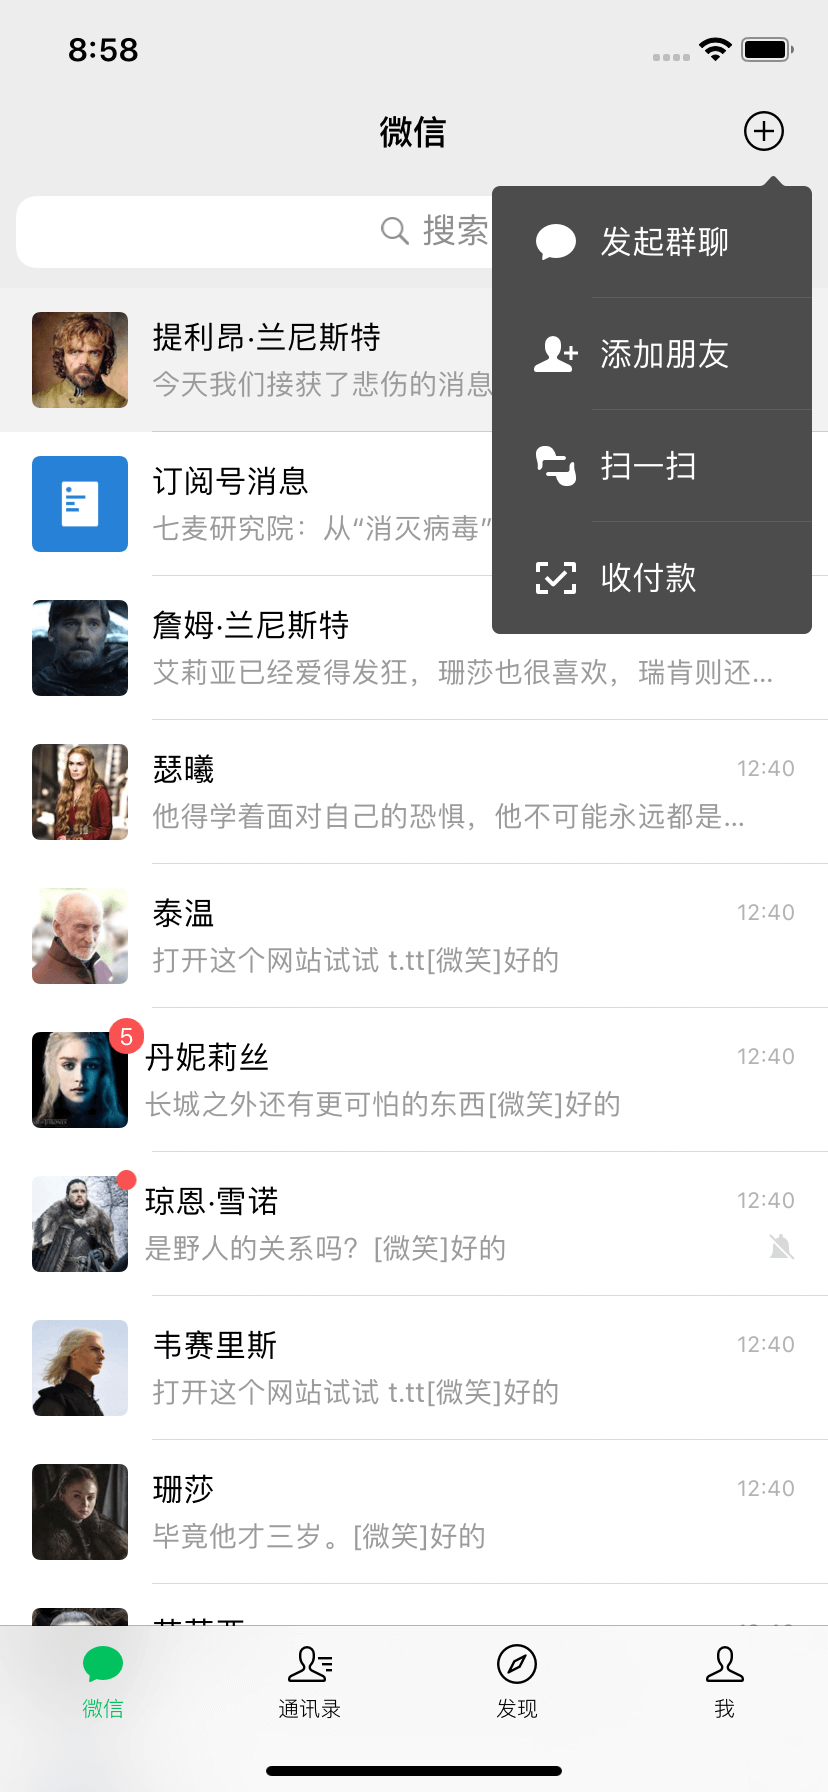 8:58
微信
搜索
发起群聊
添加朋友
扫一扫
收付款
提利昂·兰尼斯特
今天我们接获了悲伤的消息
订阅号消息
七麦研究院：从“消灭病毒”
詹姆·兰尼斯特
艾莉亚已经爱得发狂，珊莎也很喜欢，瑞肯则还...
瑟曦 12:40
他得学着面对自己的恐惧，他不可能永远都是...
泰温 12:40
打开这个网站试试 t.tt[微笑]好的
5
丹妮莉丝 12:40
长城之外还有更可怕的东西[微笑]好的
琼恩·雪诺 12:40
是野人的关系吗？[微笑]好的
韦赛里斯 12:40
打开这个网站试试 t.tt[微笑]好的
珊莎 12:40
毕竟他才三岁。[微笑]好的
微信
通讯录
发现
我